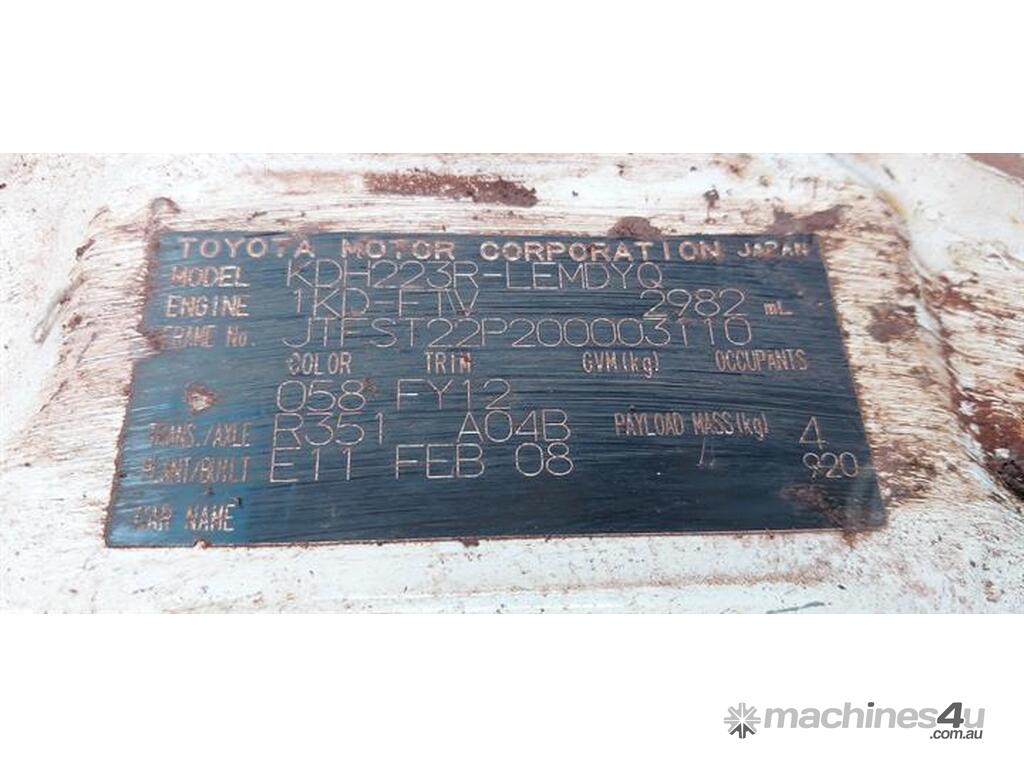 TOYOTA MOTOR CORPORATION JAPAN
MODEL KDH223R-LEMDYQ
ENGINE 1KD-FTV 2982 mL
FRAME No. JTFST22P200003110
COLOR TRIM GVM(kg) OCCUPANTS
058 FY12
TRANS./AXLE R351 A04B PAYLOAD MASS(kg) 4
PLANT/BUILT E11 FEB 08 920
CAR NAME
machines4u
.com.au